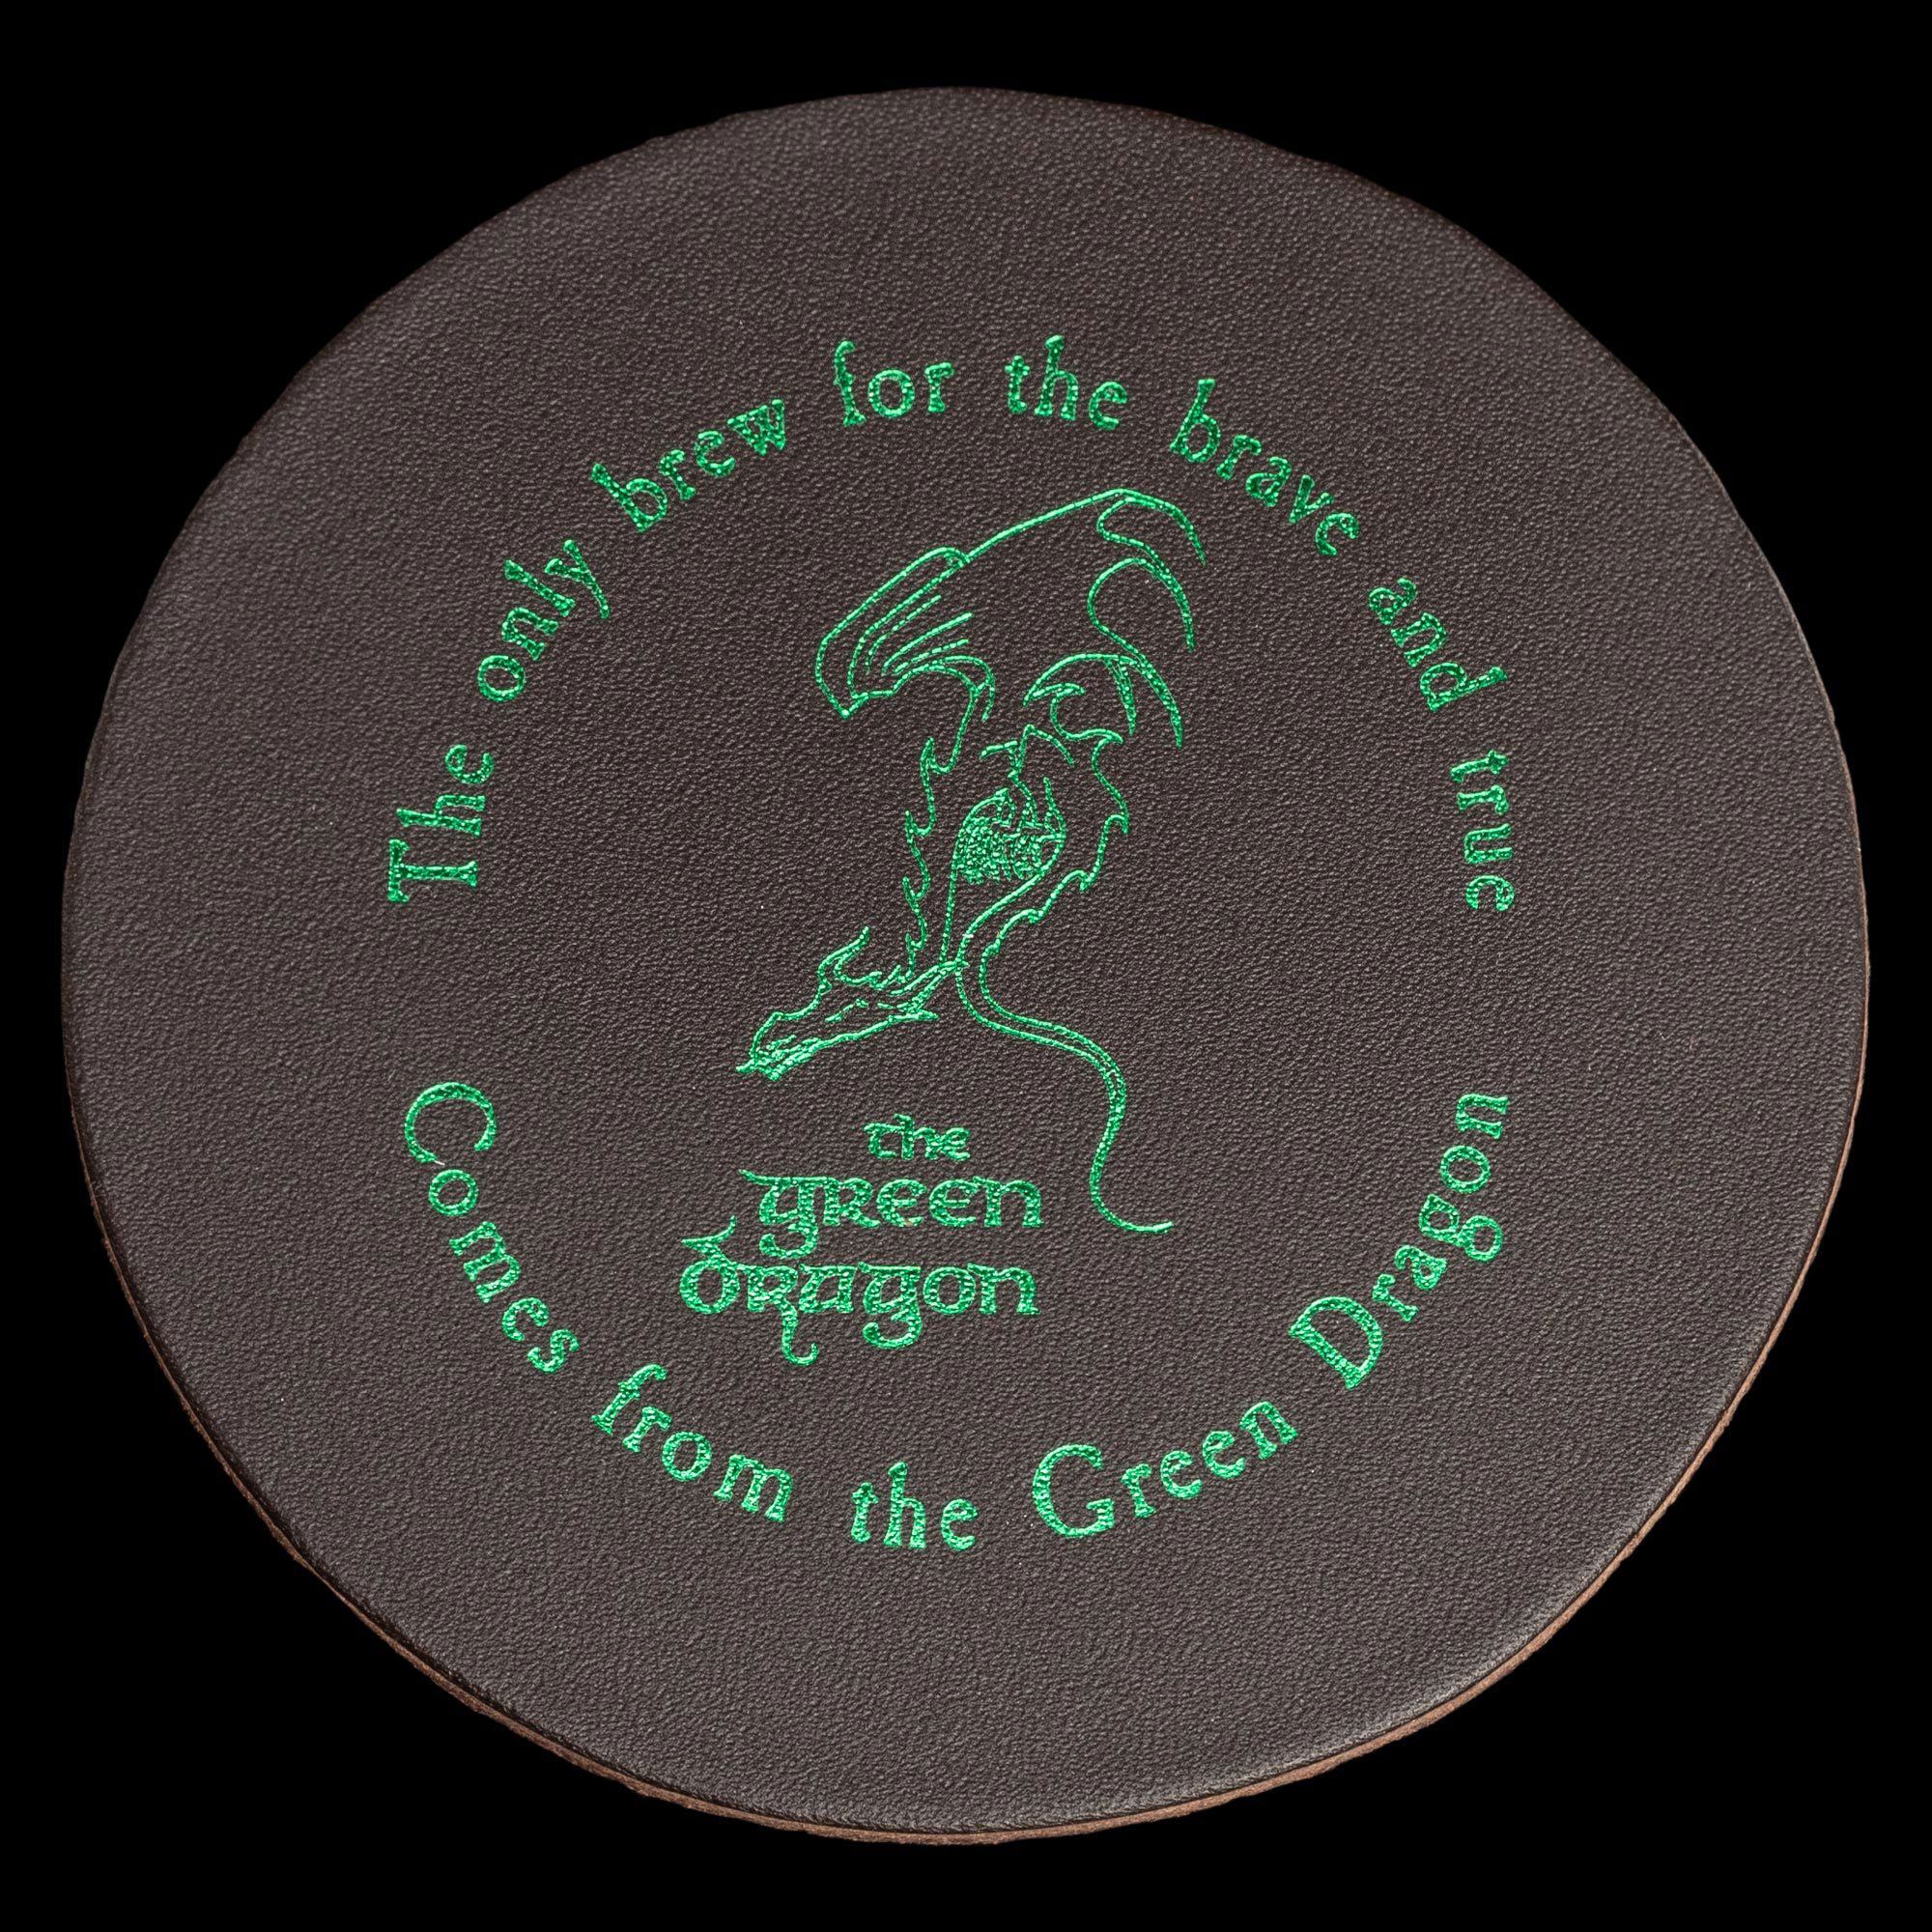 The only brew for the brave and true
the
green
dragon
Comes from the Green Dragon